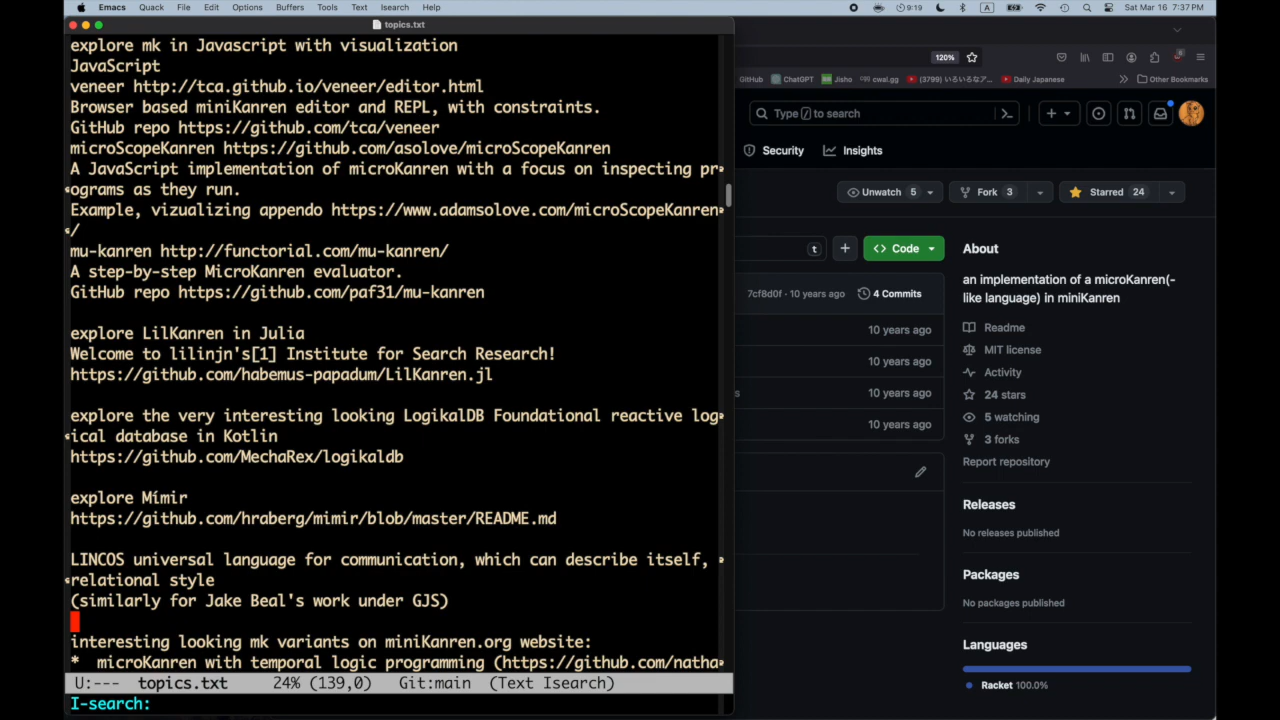 Emacs Quack File Edit Options Buffers Tools Text Isearch Help
9:19 A Sat Mar 16 7:37 PM
topics.txt
explore mk in Javascript with visualization
JavaScript
veneer http://tca.github.io/veneer/editor.html
Browser based miniKanren editor and REPL, with constraints.
GitHub repo https://github.com/tca/veneer
microScopeKanren https://github.com/asolove/microScopeKanren
A JavaScript implementation of microKanren with a focus on inspecting pr
ograms as they run.
Example, vizualizing appendo https://www.adamsolove.com/microScopeKanren
/
mu-kanren http://functorial.com/mu-kanren/
A step-by-step MicroKanren evaluator.
GitHub repo https://github.com/paf31/mu-kanren
explore LilKanren in Julia
Welcome to lilinjn's[1] Institute for Search Research!
https://github.com/habemus-papadum/LilKanren.jl
explore the very interesting looking LogikalDB Foundational reactive log
ical database in Kotlin
https://github.com/MechaRex/logikaldb
explore Mímir
https://github.com/hraberg/mimir/blob/master/README.md
LINCOS universal language for communication, which can describe itself,
relational style
(similarly for Jake Beal's work under GJS)
interesting looking mk variants on miniKanren.org website:
* microKanren with temporal logic programming (https://github.com/natha
U:--- topics.txt 24% (139,0) Git:main (Text Isearch)
I-search:
120%
GitHub ChatGPT Jisho cwal.gg (3799) いろいろなア... Daily Japanese Other Bookmarks
Type / to search
Security Insights
Unwatch 5 Fork 3 Starred 24
t Code
7cf8d0f · 10 years ago 4 Commits
10 years ago
10 years ago
s 10 years ago
10 years ago
About
an implementation of a microKanren(-
like language) in miniKanren
Readme
MIT license
Activity
24 stars
5 watching
3 forks
Report repository
Releases
No releases published
Packages
No packages published
Languages
Racket 100.0%